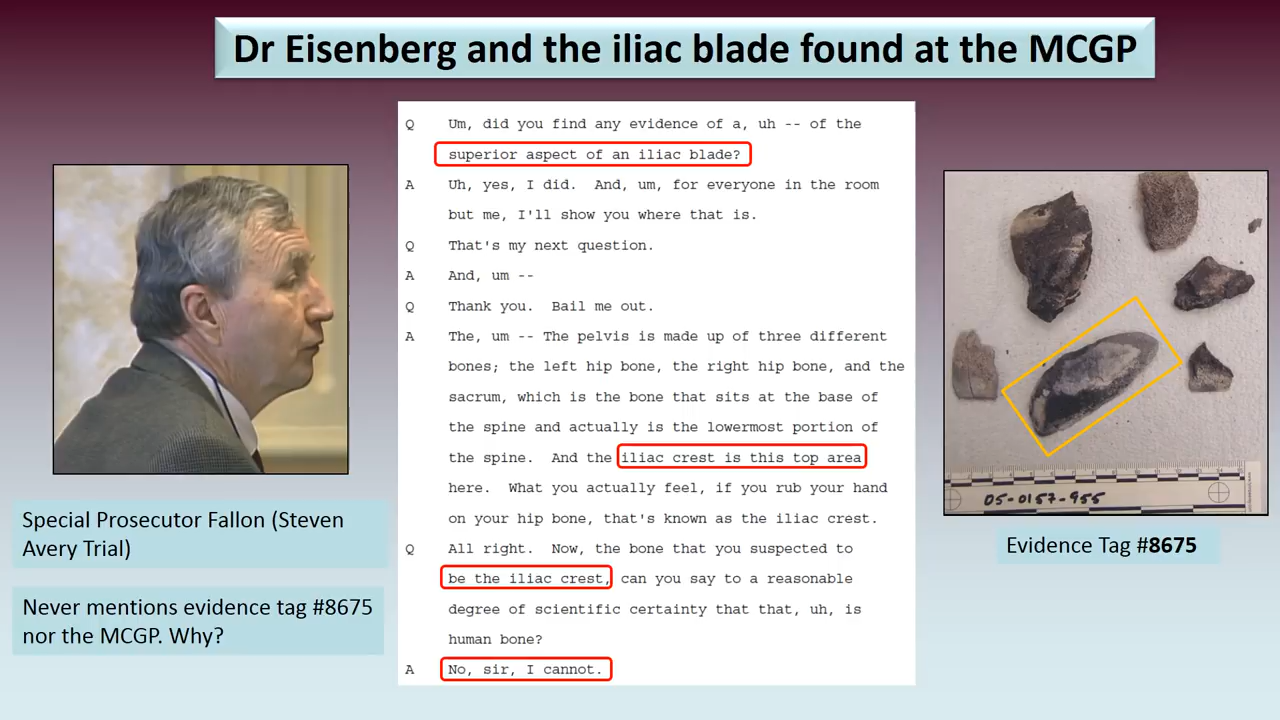 Dr Eisenberg and the iliac blade found at the MCGP
Q Um, did you find any evidence of a, uh -- of the
superior aspect of an iliac blade?
A Uh, yes, I did. And, um, for everyone in the room
but me, I'll show you where that is.
Q That's my next question.
A And, um --
Q Thank you. Bail me out.
A The, um -- The pelvis is made up of three different
bones; the left hip bone, the right hip bone, and the
sacrum, which is the bone that sits at the base of
the spine and actually is the lowermost portion of
the spine. And the iliac crest is this top area
here. What you actually feel, if you rub your hand
on your hip bone, that's known as the iliac crest.
Q All right. Now, the bone that you suspected to
be the iliac crest, can you say to a reasonable
degree of scientific certainty that that, uh, is
human bone?
A No, sir, I cannot.
Special Prosecutor Fallon (Steven
Avery Trial)
Never mentions evidence tag #8675
nor the MCGP. Why?
05-0157-955
Evidence Tag #8675